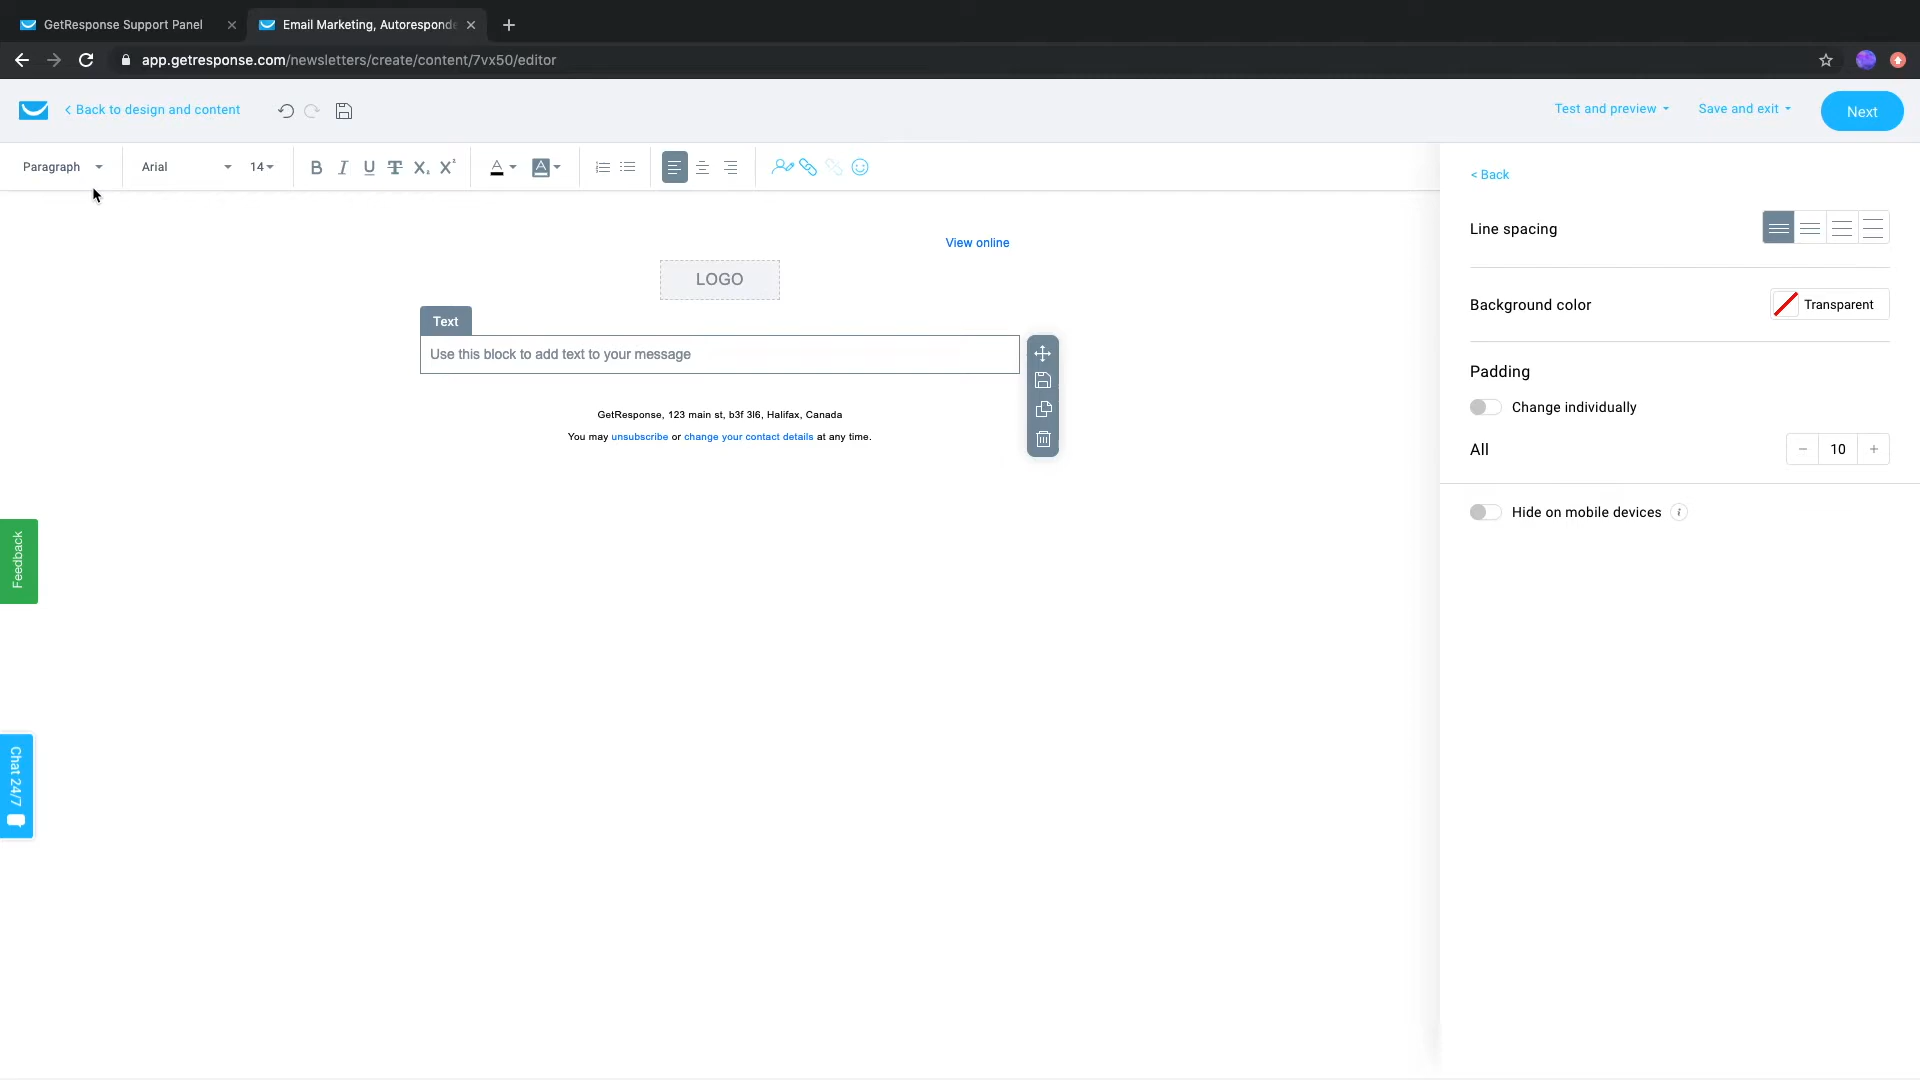 GetResponse Support Panel
Email Marketing, Autoresponde
app.getresponse.com/newsletters/create/content/7vx50/editor
< Back to design and content
Test and preview
Save and exit
Next
Paragraph
Arial
14
< Back
Line spacing
View online
LOGO
Background color
Transparent
Text
Use this block to add text to your message
Padding
Change individually
GetResponse, 123 main st, b3f 3l6, Halifax, Canada
You may unsubscribe or change your contact details at any time.
All
10
Hide on mobile devices
Feedback
Chat 24/7